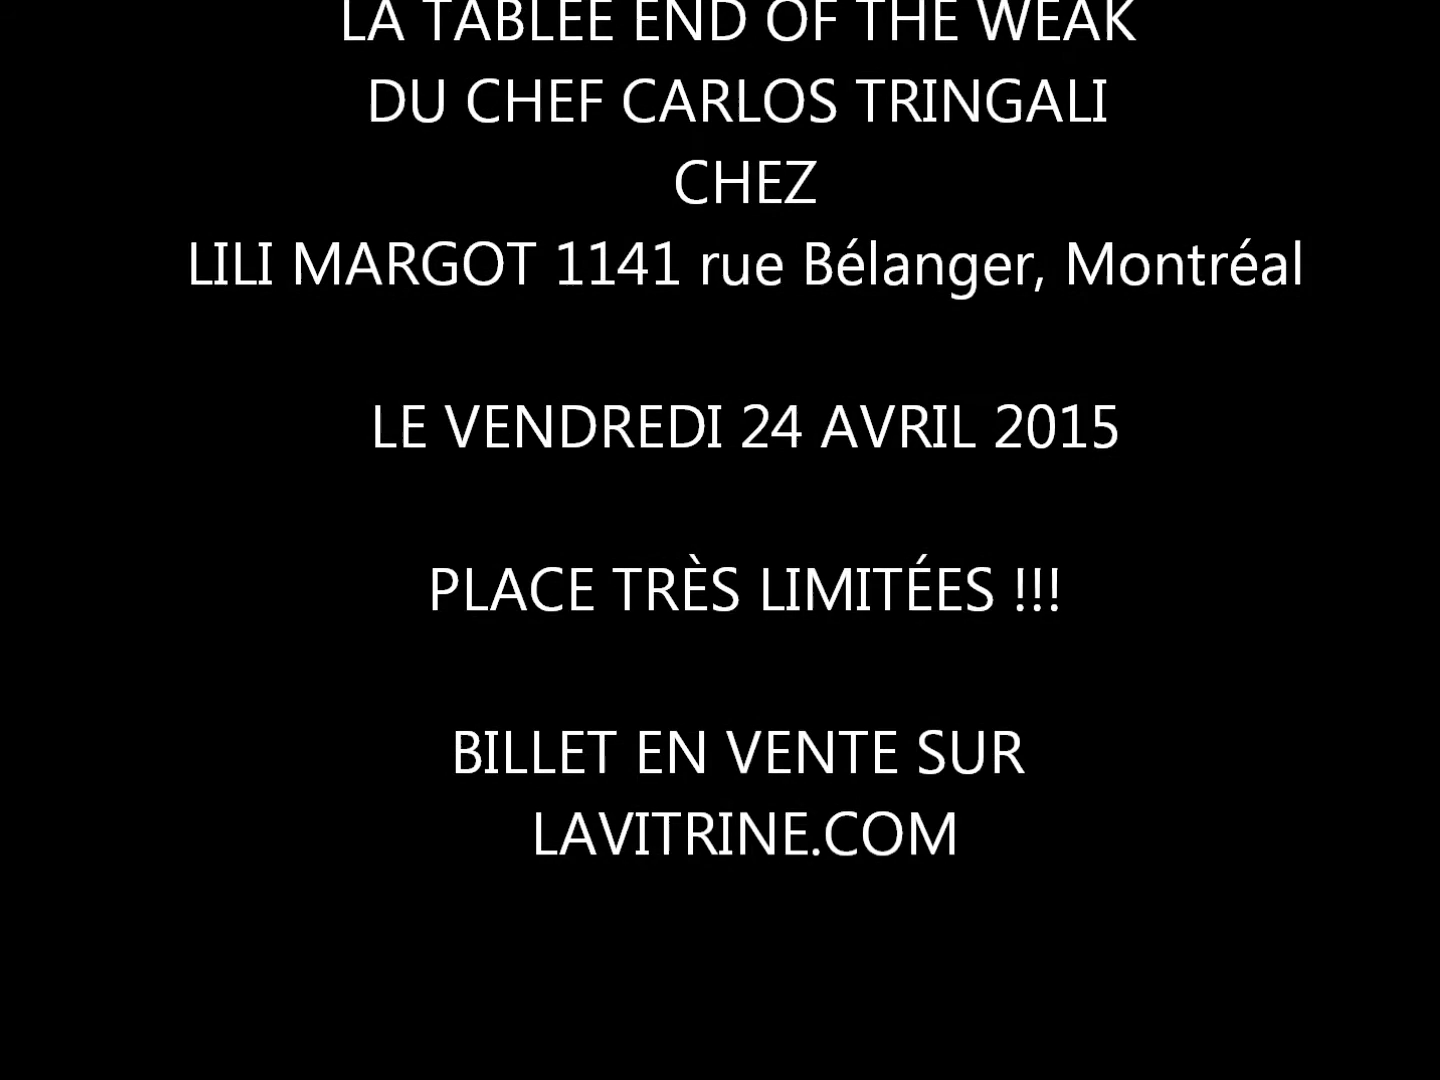 LA TABLEE END OF THE WEAK
DU CHEF CARLOS TRINGALI
CHEZ
LILI MARGOT 1141 rue Bélanger, Montréal
LE VENDREDI 24 AVRIL 2015
PLACE TRÈS LIMITÉES !!!
BILLET EN VENTE SUR
LAVITRINE.COM